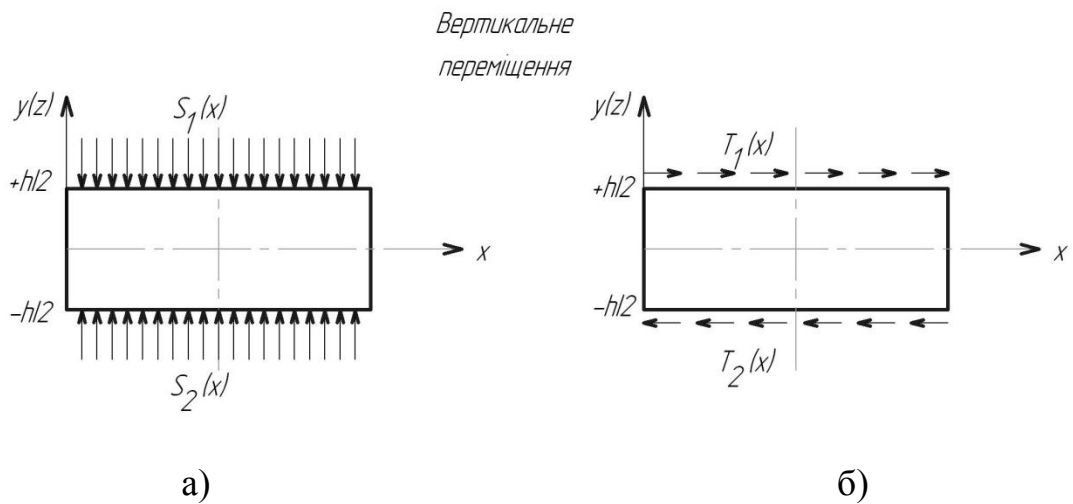 Вертикальне
переміщення
y(z)
S₁(x)
+h/2
x
-h/2
S₂(x)
а)
y(z)
T₁(x)
+h/2
x
-h/2
T₂(x)
б)